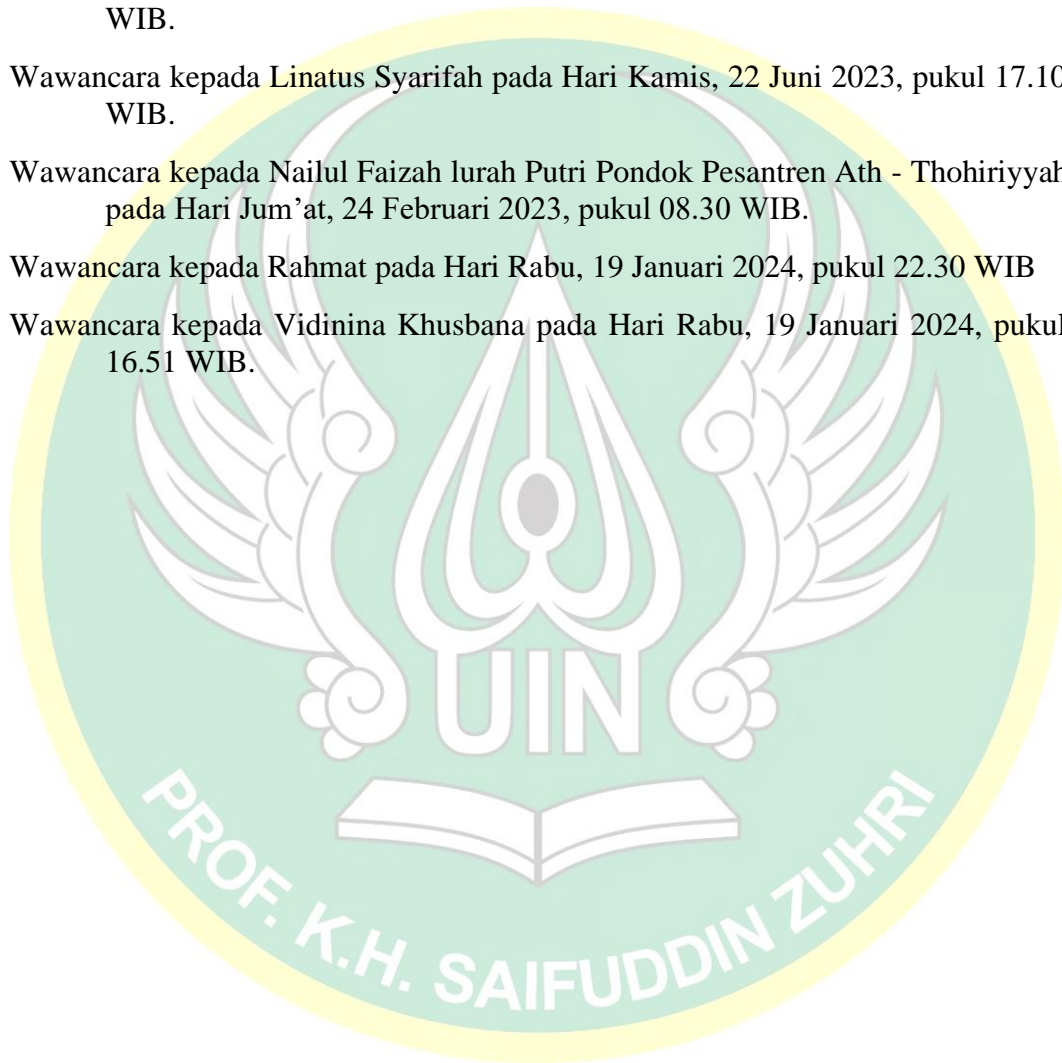 WIB.
Wawancara kepada Linatus Syarifah pada Hari Kamis, 22 Juni 2023, pukul 17.10
WIB.
Wawancara kepada Nailul Faizah lurah Putri Pondok Pesantren Ath - Thohiriyyah
pada Hari Jum’at, 24 Februari 2023, pukul 08.30 WIB.
Wawancara kepada Rahmat pada Hari Rabu, 19 Januari 2024, pukul 22.30 WIB
Wawancara kepada Vidinina Khusbana pada Hari Rabu, 19 Januari 2024, pukul
16.51 WIB.
UIN
PROF. K.H. SAIFUDDIN ZUHRI